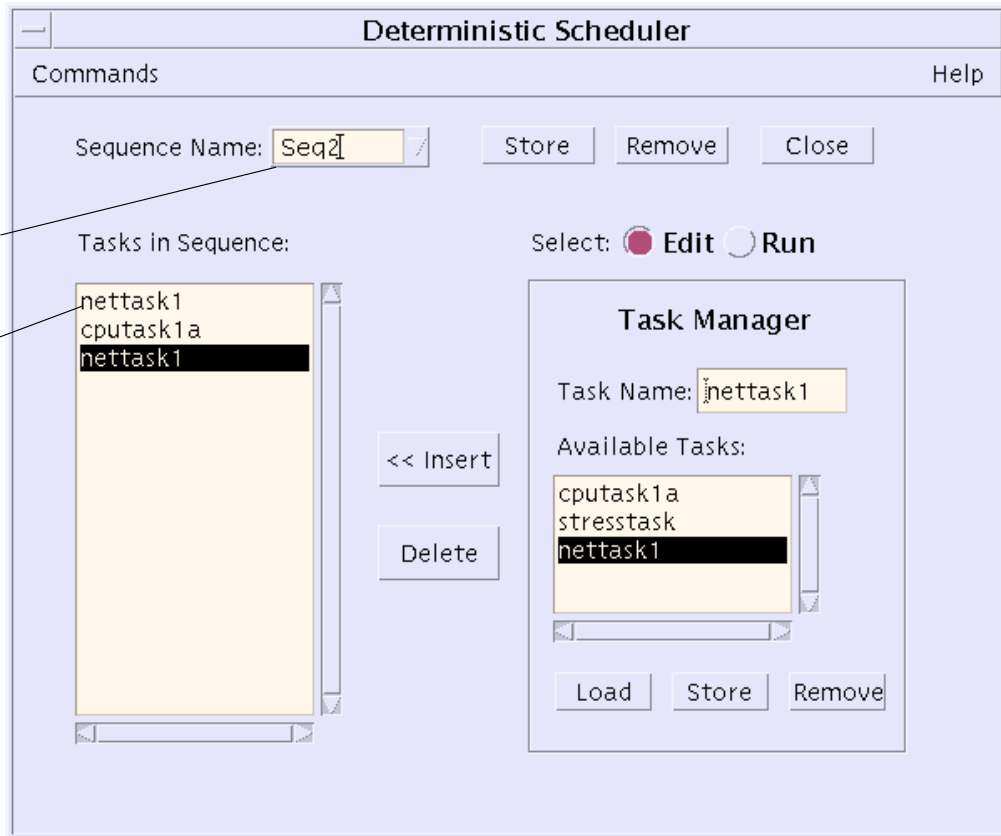 Deterministic Scheduler
Commands Help
Sequence Name: Seq2 Store Remove Close
Tasks in Sequence:
Select: Edit Run
nettask1
cputask1a
nettask1
<< Insert
Delete
Task Manager
Task Name: nettask1
Available Tasks:
cputask1a
stresstask
nettask1
Load Store Remove